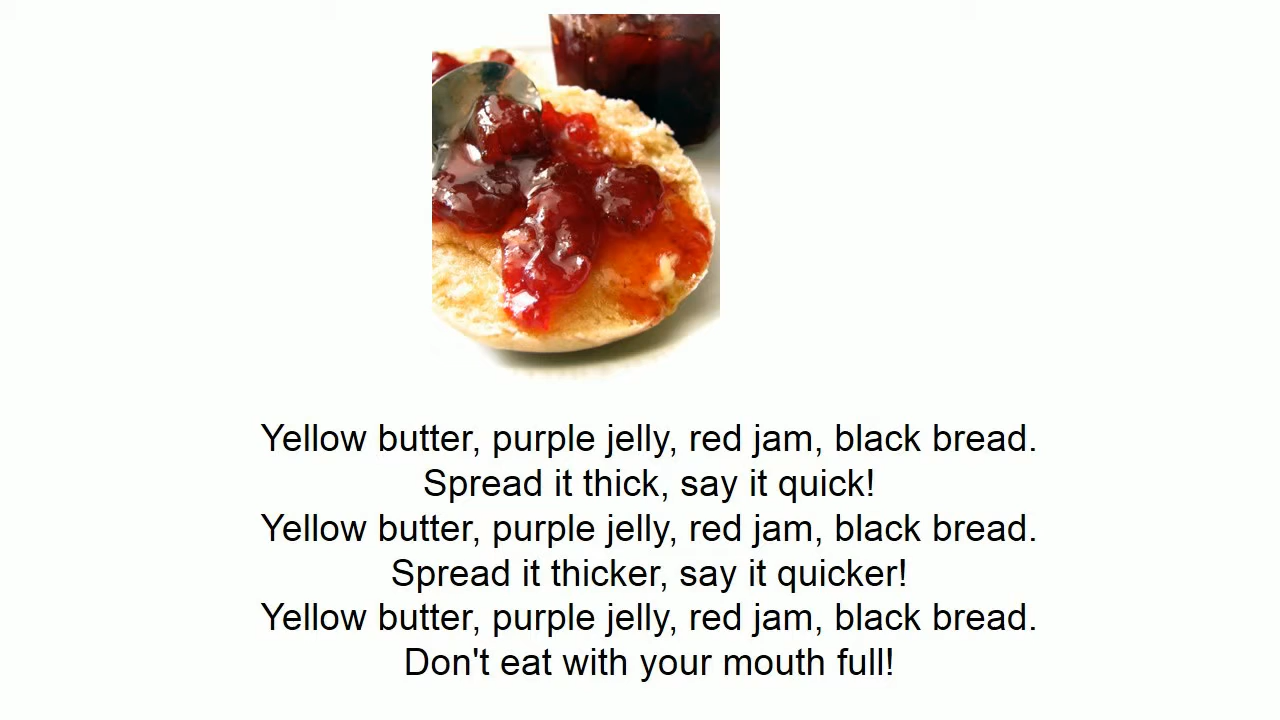 Yellow butter, purple jelly, red jam, black bread.
Spread it thick, say it quick!
Yellow butter, purple jelly, red jam, black bread.
Spread it thicker, say it quicker!
Yellow butter, purple jelly, red jam, black bread.
Don't eat with your mouth full!